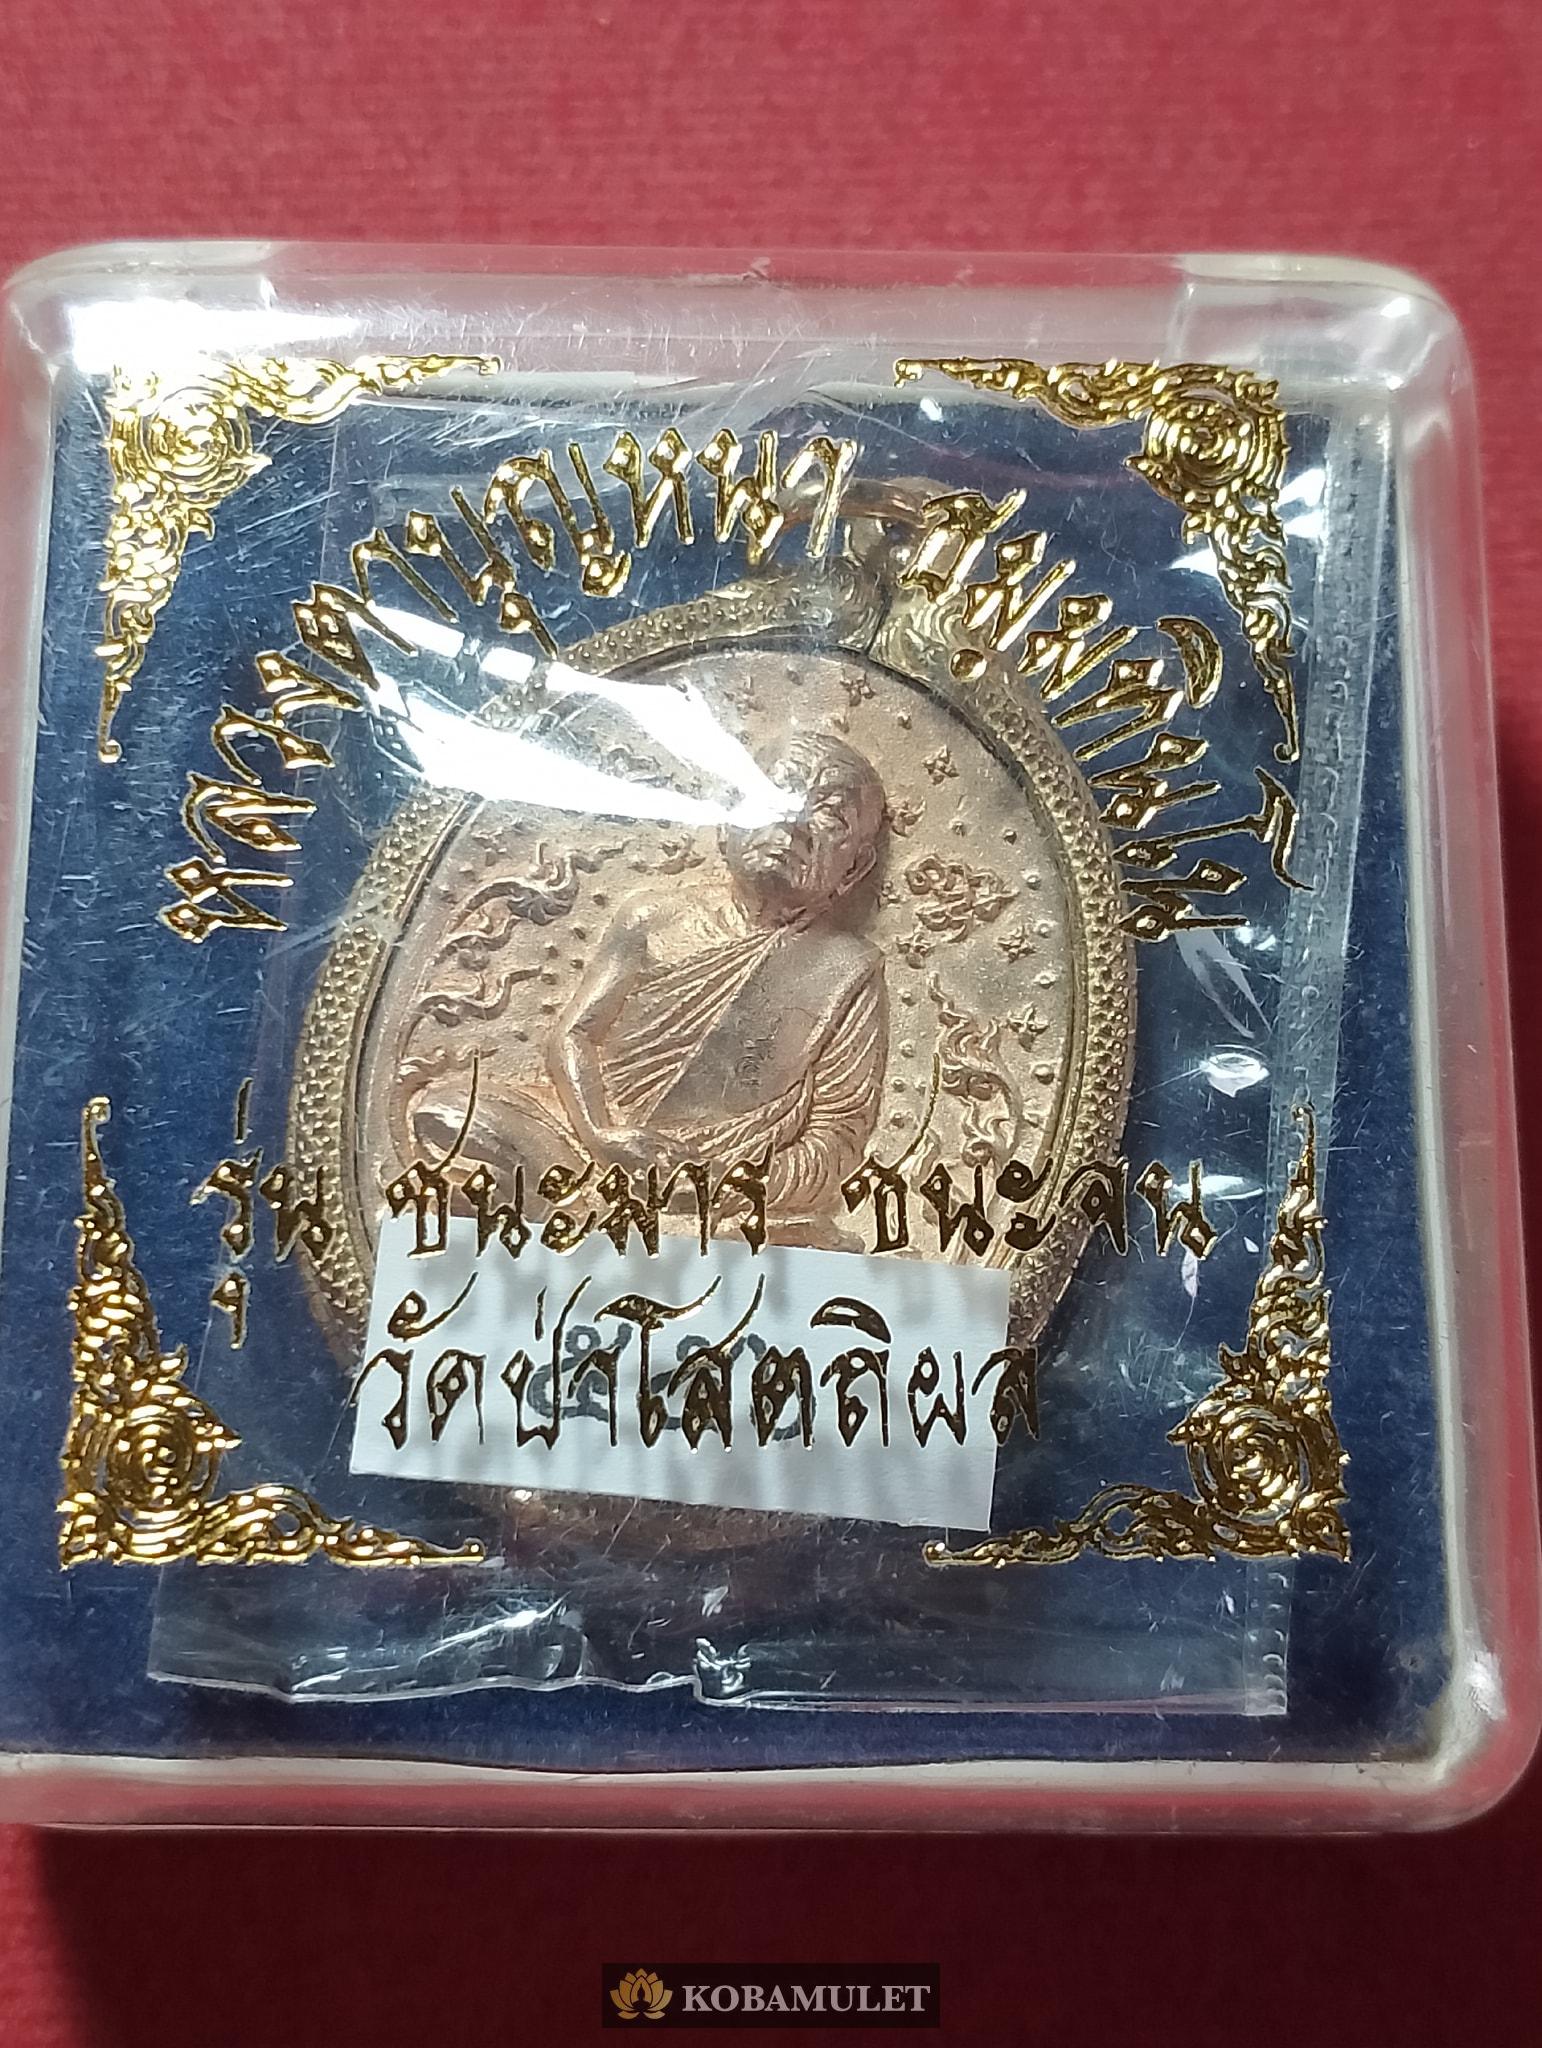 หลวงตาบุญหนา ธมฺมทินฺโน
รุ่น ชนะมาร ชนะจน
วัดป่าโสตถิผล
KOBAMULET